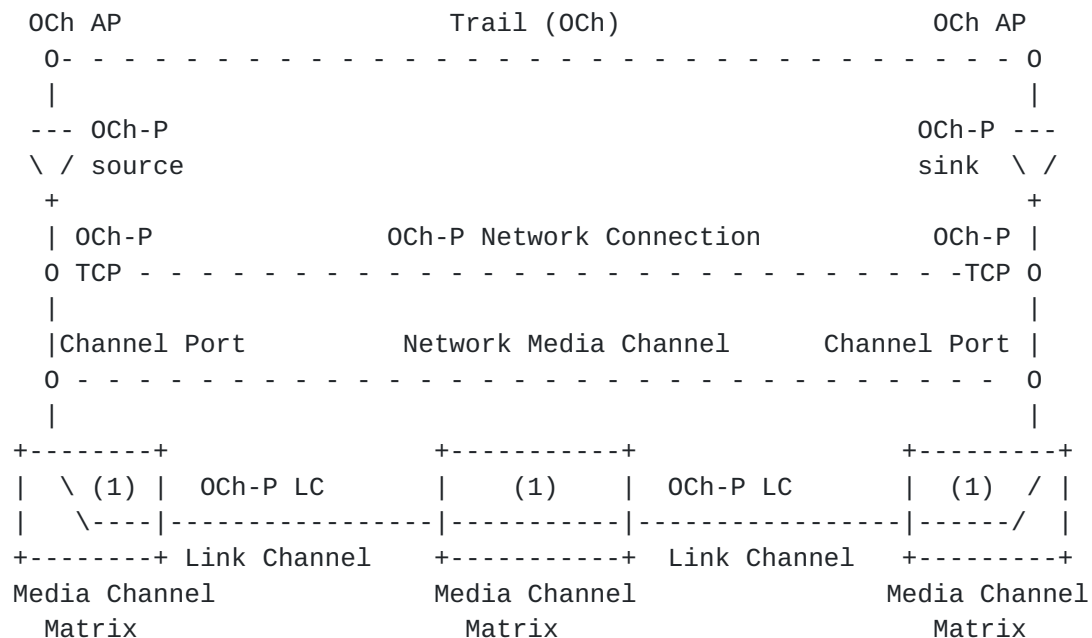 OCh AP                     Trail (OCh)                    OCh AP
  O- - - - - - - - - - - - - - - - - - - - - - - - - - - - - - - O
  |                                                              |
 --- OCh-P                                                OCh-P ---
 \ / source                                               sink  \ /
  +                                                              +
  | OCh-P               OCh-P Network Connection           OCh-P |
  O TCP - - - - - - - - - - - - - - - - - - - - - - - - - - -TCP O
  |                                                              |
  |Channel Port          Network Media Channel      Channel Port |
  O - - - - - - - - - - - - - - - - - - - - - - - - - - - - - -  O
  |                                                              |
+--------+                 +-----------+                 +---------+
|   \ (1) |  OCh-P LC      |    (1)    |  OCh-P LC       |  (1)  / |
|    \----|-----------------|-----------|-----------------|------/  |
+--------+ Link Channel    +-----------+  Link Channel   +---------+
Media Channel              Media Channel                Media Channel
  Matrix                     Matrix                        Matrix